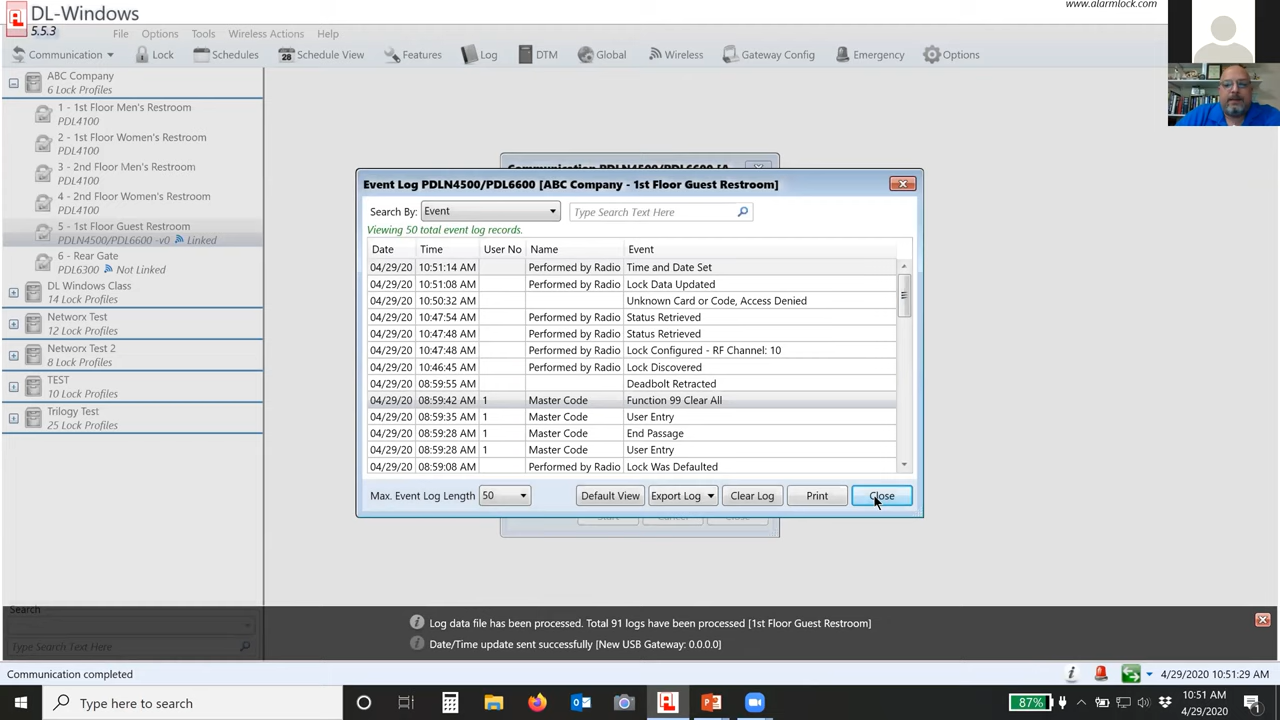 DL-Windows
www.alarmlock.com
5.5.3
File Options Tools Wireless Actions Help
Communication Lock Schedules 28 Schedule View Features Log DTM Global Wireless Gateway Config Emergency Options
ABC Company
6 Lock Profiles
1 - 1st Floor Men's Restroom
PDL4100
2 - 1st Floor Women's Restroom
PDL4100
3 - 2nd Floor Men's Restroom
PDL4100
4 - 2nd Floor Women's Restroom
PDL4100
5 - 1st Floor Guest Restroom
PDLN4500/PDL6600 -v0 Linked
6 - Rear Gate
PDL6300 Not Linked
DL Windows Class
14 Lock Profiles
Networx Test
12 Lock Profiles
Networx Test 2
8 Lock Profiles
TEST
10 Lock Profiles
Trilogy Test
25 Lock Profiles
Search
Type Search Text Here
Communication PDLN4500/PDL6600 [A
Event Log PDLN4500/PDL6600 [ABC Company - 1st Floor Guest Restroom]
Search By: Event Type Search Text Here
Viewing 50 total event log records.
Date Time User No Name Event
04/29/20 10:51:14 AM Performed by Radio Time and Date Set
04/29/20 10:51:08 AM Performed by Radio Lock Data Updated
04/29/20 10:50:32 AM Unknown Card or Code, Access Denied
04/29/20 10:47:54 AM Performed by Radio Status Retrieved
04/29/20 10:47:48 AM Performed by Radio Status Retrieved
04/29/20 10:47:48 AM Performed by Radio Lock Configured - RF Channel: 10
04/29/20 10:46:45 AM Performed by Radio Lock Discovered
04/29/20 08:59:55 AM Deadbolt Retracted
04/29/20 08:59:42 AM 1 Master Code Function 99 Clear All
04/29/20 08:59:35 AM 1 Master Code User Entry
04/29/20 08:59:28 AM 1 Master Code End Passage
04/29/20 08:59:28 AM 1 Master Code User Entry
04/29/20 08:59:08 AM Performed by Radio Lock Was Defaulted
Max. Event Log Length 50 Default View Export Log Clear Log Print Close
Log data file has been processed. Total 91 logs have been processed [1st Floor Guest Restroom]
Date/Time update sent successfully [New USB Gateway: 0.0.0.0]
Communication completed
4/29/2020 10:51:29 AM
Type here to search
87%
10:51 AM
4/29/2020
1